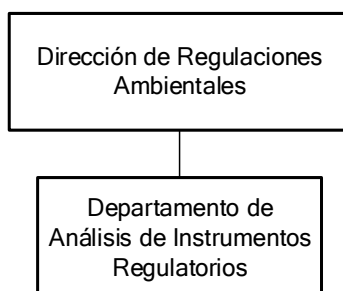 Dirección de Regulaciones
Ambientales
Departamento de
Análisis de Instrumentos
Regulatorios